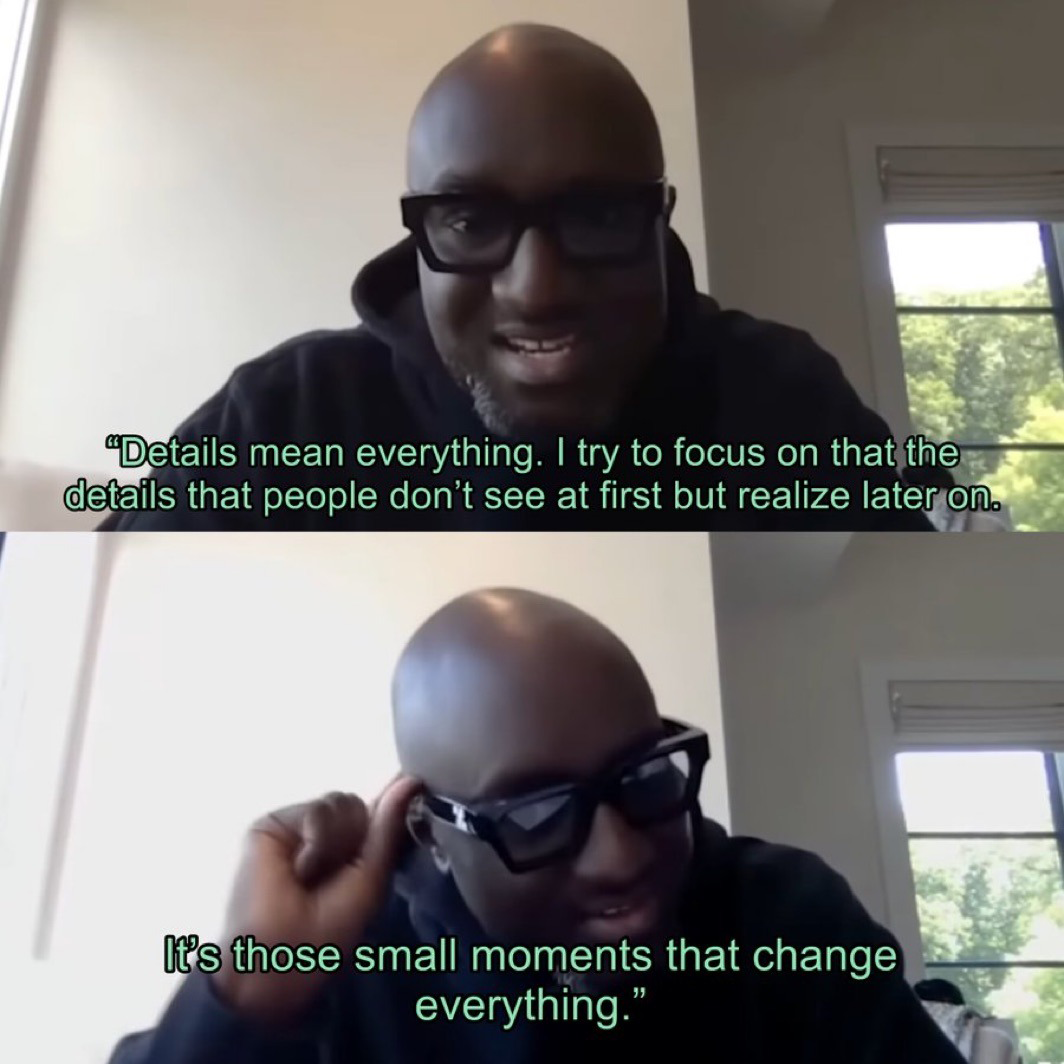 “Details mean everything. I try to focus on that the
details that people don’t see at first but realize later on.
It’s those small moments that change
everything.”